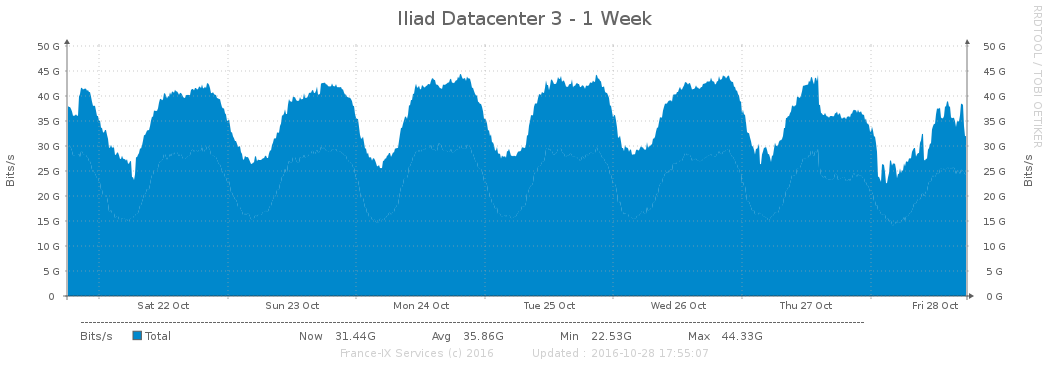 Iliad Datacenter 3 - 1 Week
RRDTOOL / TOBI OETIKER
Bits/s
50 G 50 G
45 G 45 G
40 G 40 G
35 G 35 G
30 G 30 G
25 G 25 G
20 G 20 G
15 G 15 G
10 G 10 G
5 G 5 G
0 0 G
Bits/s
Sat 22 Oct Sun 23 Oct Mon 24 Oct Tue 25 Oct Wed 26 Oct Thu 27 Oct Fri 28 Oct
Bits/s Total Now 31.44G Avg 35.86G Min 22.53G Max 44.33G
France-IX Services (c) 2016 Updated : 2016-10-28 17:55:07